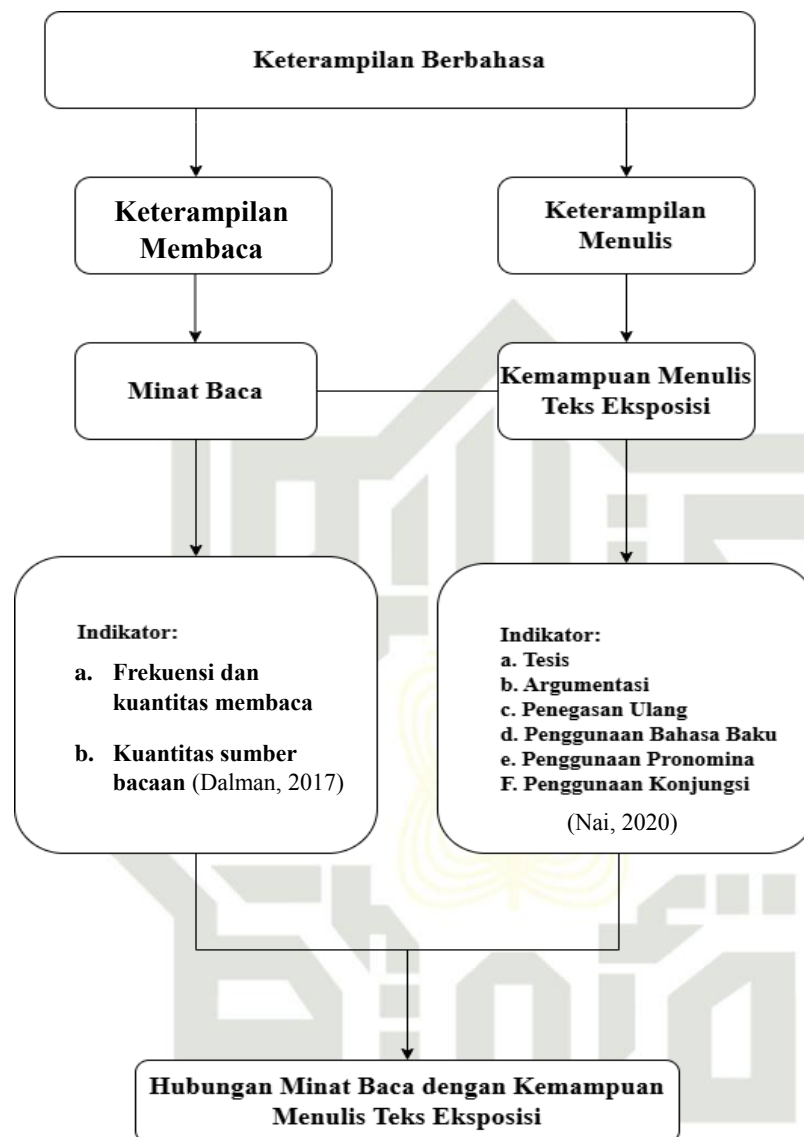 Keterampilan Berbahasa
Keterampilan
Membaca
Keterampilan
Menulis
Minat Baca
Kemampuan Menulis
Teks Eksposisi
Indikator:
a. Frekuensi dan
kuantitas membaca
b. Kuantitas sumber
bacaan (Dalman, 2017)
Indikator:
a. Tesis
b. Argumentasi
c. Penegasan Ulang
d. Penggunaan Bahasa Baku
e. Penggunaan Pronomina
F. Penggunaan Konjungsi
(Nai, 2020)
Hubungan Minat Baca dengan Kemampuan
Menulis Teks Eksposisi